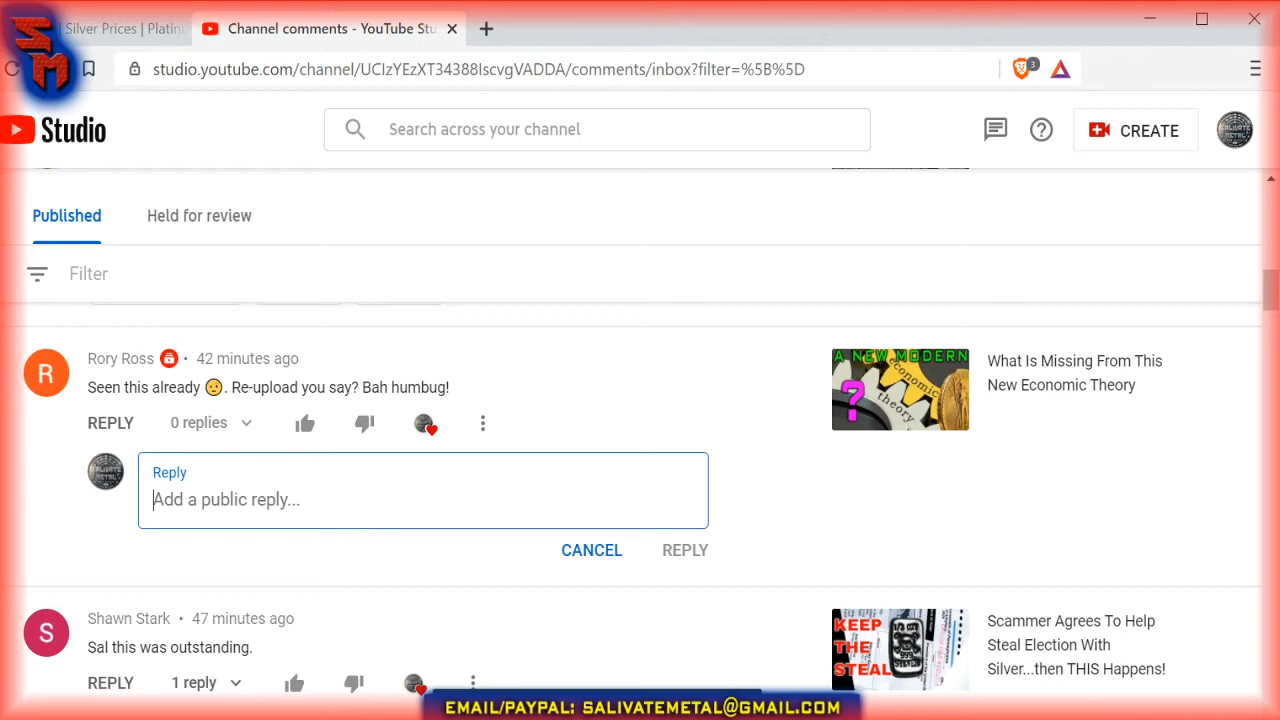 SM
Silver Prices | Platin
Channel comments - YouTube Stu
studio.youtube.com/channel/UCIzYEzXT34388IscvgVADDA/comments/inbox?filter=%5B%5D
3
Studio
Search across your channel
CREATE
Published
Held for review
Filter
R
Rory Ross • 42 minutes ago
Seen this already 😟. Re-upload you say? Bah humbug!
REPLY
0 replies
Reply
Add a public reply...
CANCEL
REPLY
A NEW MODERN
economic
theory
?
What Is Missing From This
New Economic Theory
S
Shawn Stark • 47 minutes ago
Sal this was outstanding.
REPLY
1 reply
KEEP
THE
STEAL
Scammer Agrees To Help
Steal Election With
Silver...then THIS Happens!
EMAIL/PAYPAL: SALIVATEMETAL@GMAIL.COM